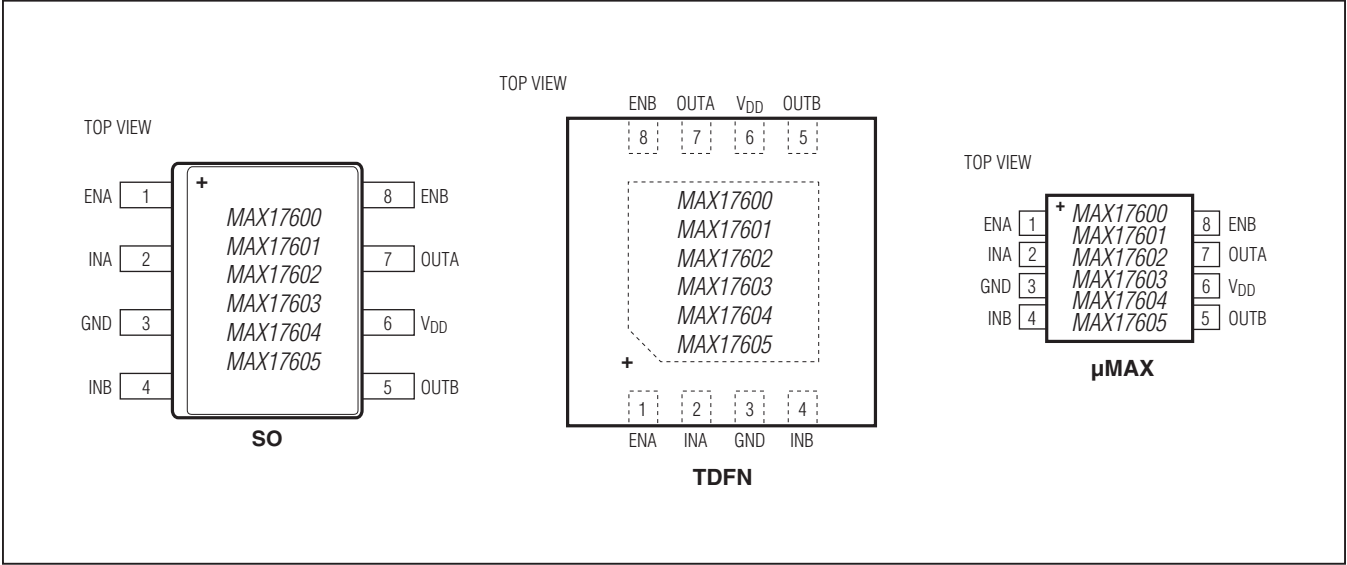 TOP VIEW
ENA 1
+
8 ENB
INA 2
7 OUTA
GND 3
6 VDD
INB 4
5 OUTB
MAX17600
MAX17601
MAX17602
MAX17603
MAX17604
MAX17605
SO
TOP VIEW
ENB OUTA VDD OUTB
8 7 6 5
MAX17600
MAX17601
MAX17602
MAX17603
MAX17604
MAX17605
+
1 2 3 4
ENA INA GND INB
TDFN
TOP VIEW
ENA 1
+
8 ENB
INA 2
7 OUTA
GND 3
6 VDD
INB 4
5 OUTB
MAX17600
MAX17601
MAX17602
MAX17603
MAX17604
MAX17605
µMAX